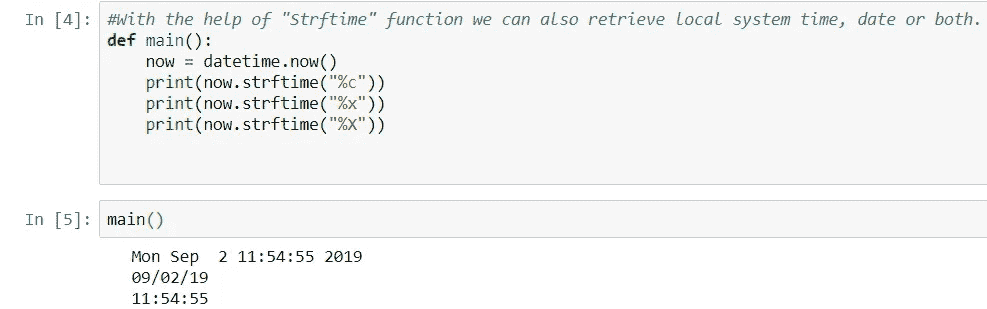 In [4]: #With the help of "Strftime" function we can also retrieve local system time, date or both.
def main():
    now = datetime.now()
    print(now.strftime("%c"))
    print(now.strftime("%x"))
    print(now.strftime("%X"))
In [5]: main()
Mon Sep  2 11:54:55 2019
09/02/19
11:54:55